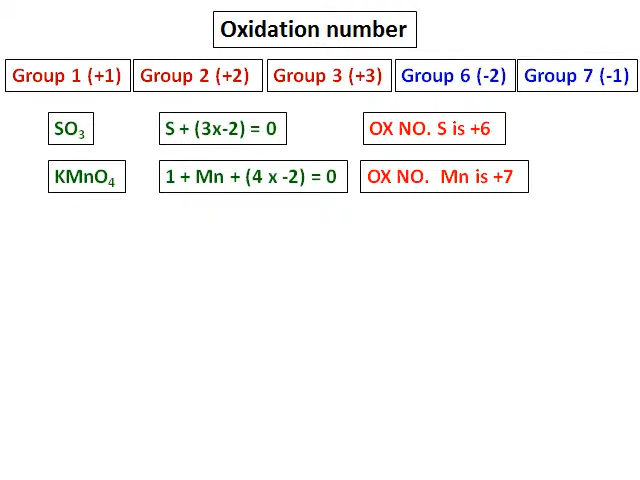 Oxidation number
Group 1 (+1) Group 2 (+2) Group 3 (+3) Group 6 (-2) Group 7 (-1)
SO₃ S + (3x-2) = 0 OX NO. S is +6
KMnO₄ 1 + Mn + (4 x -2) = 0 OX NO. Mn is +7